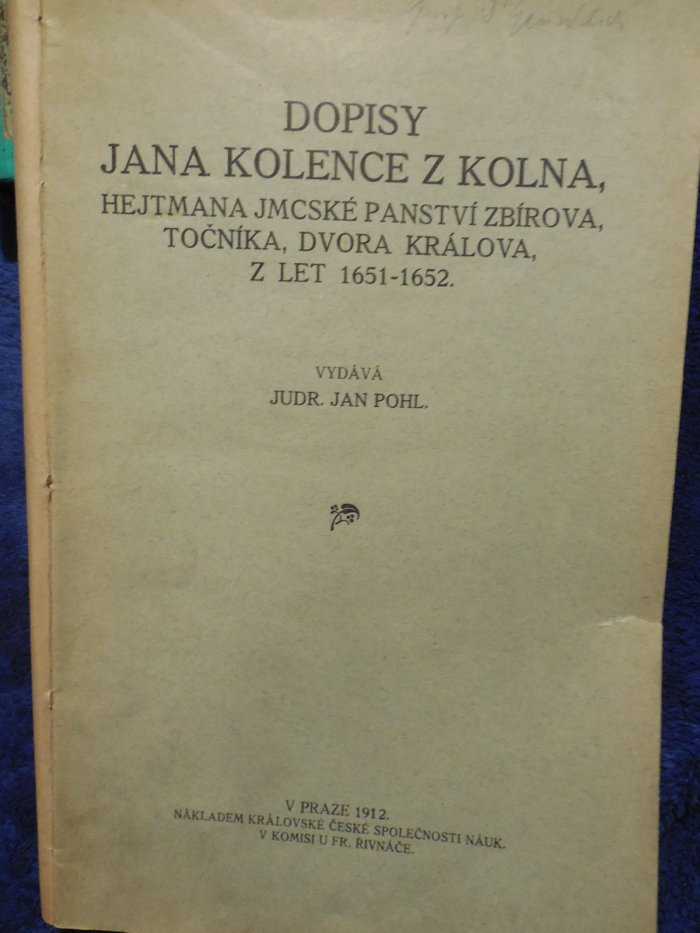 DOPISY
JANA KOLENCE Z KOLNA,
HEJTMANA JMCSKÉ PANSTVÍ ZBÍROVA,
TOČNÍKA, DVORA KRÁLOVA,
Z LET 1651-1652.
VYDÁVÁ
JUDR. JAN POHL.
V PRAZE 1912.
NÁKLADEM KRÁLOVSKÉ ČESKÉ SPOLEČNOSTI NÁUK.
V KOMISI U FR. ŘIVNÁČE.